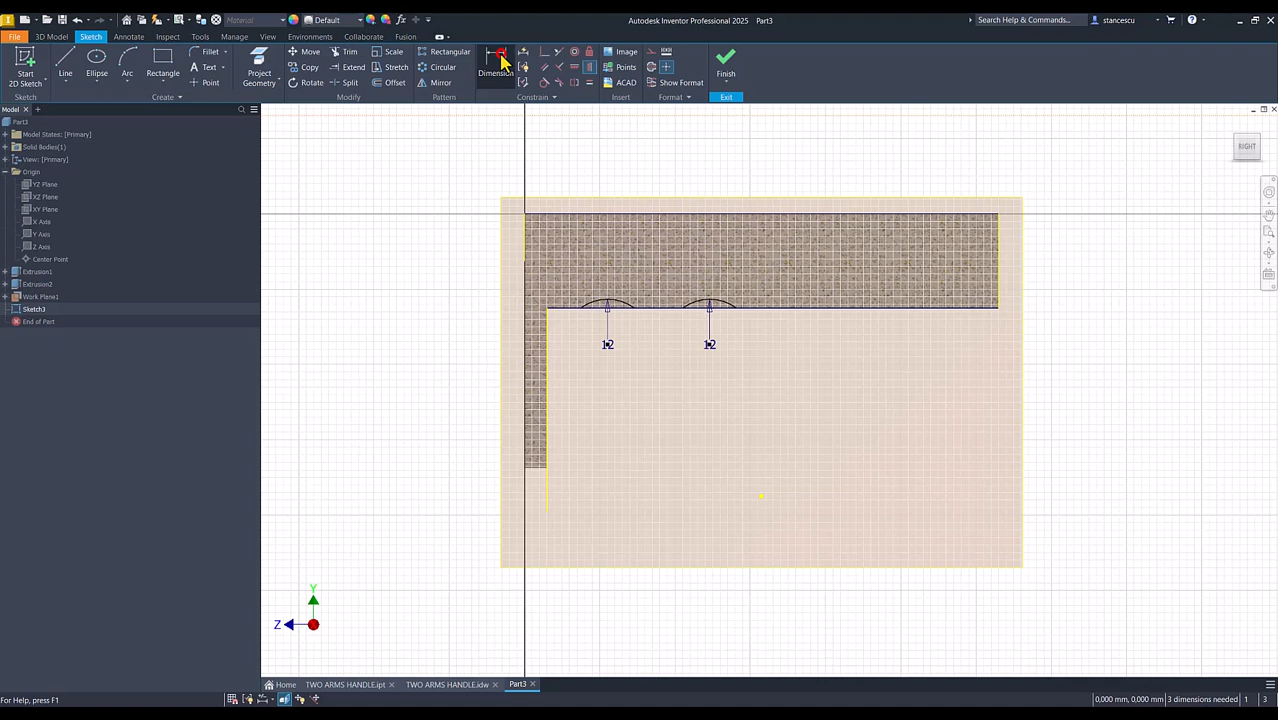 Material
Default
Autodesk Inventor Professional 2025 Part3
Search Help & Commands...
stancescu
File
3D Model
Sketch
Annotate
Inspect
Tools
Manage
View
Environments
Collaborate
Fusion
Start
2D Sketch
Line
Ellipse
Arc
Rectangle
Fillet
Text
Point
Project
Geometry
Move
Copy
Rotate
Trim
Extend
Split
Scale
Stretch
Offset
Rectangular
Circular
Mirror
Dimension
Image
Points
ACAD
Show Format
Finish
Sketch
Create
Modify
Pattern
Constrain
Insert
Format
Exit
Model
Part3
Model States: [Primary]
Solid Bodies(1)
View: [Primary]
Origin
YZ Plane
XZ Plane
XY Plane
X Axis
Y Axis
Z Axis
Center Point
Extrusion1
Extrusion2
Work Plane1
Sketch3
End of Part
RIGHT
12
12
Y
Z
Home
TWO ARMS HANDLE.ipt
TWO ARMS HANDLE.idw
Part3
For Help, press F1
0,000 mm, 0,000 mm
3 dimensions needed
1
3